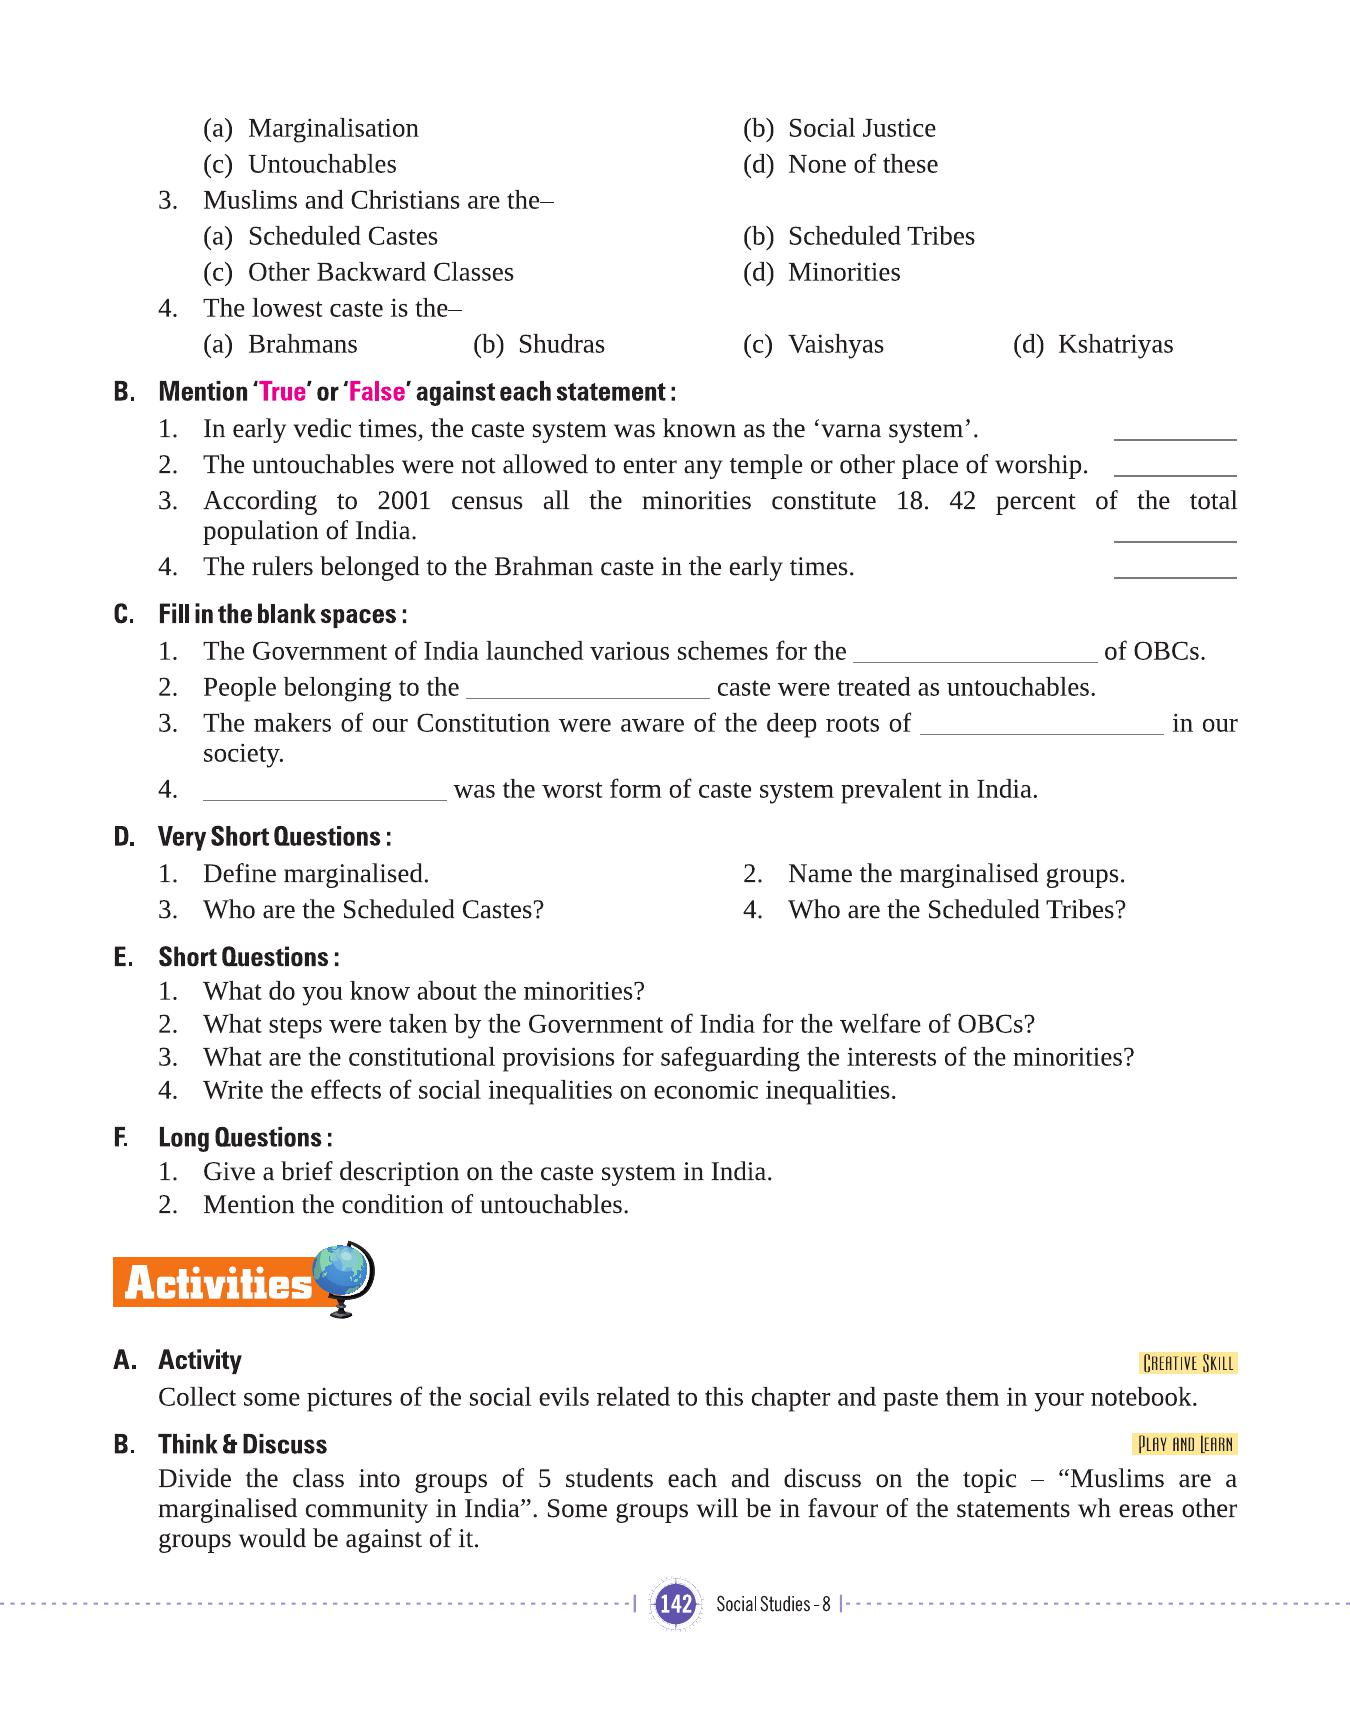 (a) Marginalisation (b) Social Justice
(c) Untouchables (d) None of these
3. Muslims and Christians are the–
(a) Scheduled Castes (b) Scheduled Tribes
(c) Other Backward Classes (d) Minorities
4. The lowest caste is the–
(a) Brahmans (b) Shudras (c) Vaishyas (d) Kshatriyas
B. Mention ‘True’ or ‘False’ against each statement :
1. In early vedic times, the caste system was known as the ‘varna system’. ________
2. The untouchables were not allowed to enter any temple or other place of worship. ________
3. According to 2001 census all the minorities constitute 18. 42 percent of the total
population of India. ________
4. The rulers belonged to the Brahman caste in the early times. ________
C. Fill in the blank spaces :
1. The Government of India launched various schemes for the ________________ of OBCs.
2. People belonging to the ________________ caste were treated as untouchables.
3. The makers of our Constitution were aware of the deep roots of ________________ in our
society.
4. ________________ was the worst form of caste system prevalent in India.
D. Very Short Questions :
1. Define marginalised. 2. Name the marginalised groups.
3. Who are the Scheduled Castes? 4. Who are the Scheduled Tribes?
E. Short Questions :
1. What do you know about the minorities?
2. What steps were taken by the Government of India for the welfare of OBCs?
3. What are the constitutional provisions for safeguarding the interests of the minorities?
4. Write the effects of social inequalities on economic inequalities.
F. Long Questions :
1. Give a brief description on the caste system in India.
2. Mention the condition of untouchables.
Activities
A. Activity CREATIVE SKILL
Collect some pictures of the social evils related to this chapter and paste them in your notebook.
B. Think & Discuss PLAY AND LEARN
Divide the class into groups of 5 students each and discuss on the topic – “Muslims are a
marginalised community in India”. Some groups will be in favour of the statements wh ereas other
groups would be against of it.
142 Social Studies - 8